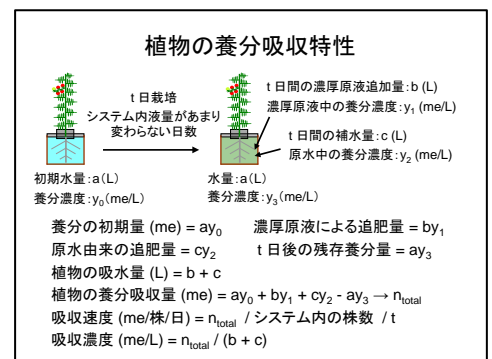 植物の養分吸収特性
t 日栽培
システム内液量があまり
変わらない日数
t 日間の濃厚原液追加量:b (L)
濃厚原液中の養分濃度:y₁ (me/L)
t 日間の補水量:c (L)
原水中の養分濃度:y₂ (me/L)
初期水量:a(L)
養分濃度:y₀(me/L)
水量:a(L)
養分濃度:y₃(me/L)
養分の初期量 (me) = ay₀ 濃厚原液による追肥量 = by₁
原水由来の追肥量 = cy₂ t 日後の残存養分量 = ay₃
植物の吸水量 (L) = b + c
植物の養分吸収量 (me) = ay₀ + by₁ + cy₂ - ay₃ → n_total
吸収速度 (me/株/日) = n_total / システム内の株数 / t
吸収濃度 (me/L) = n_total / (b + c)